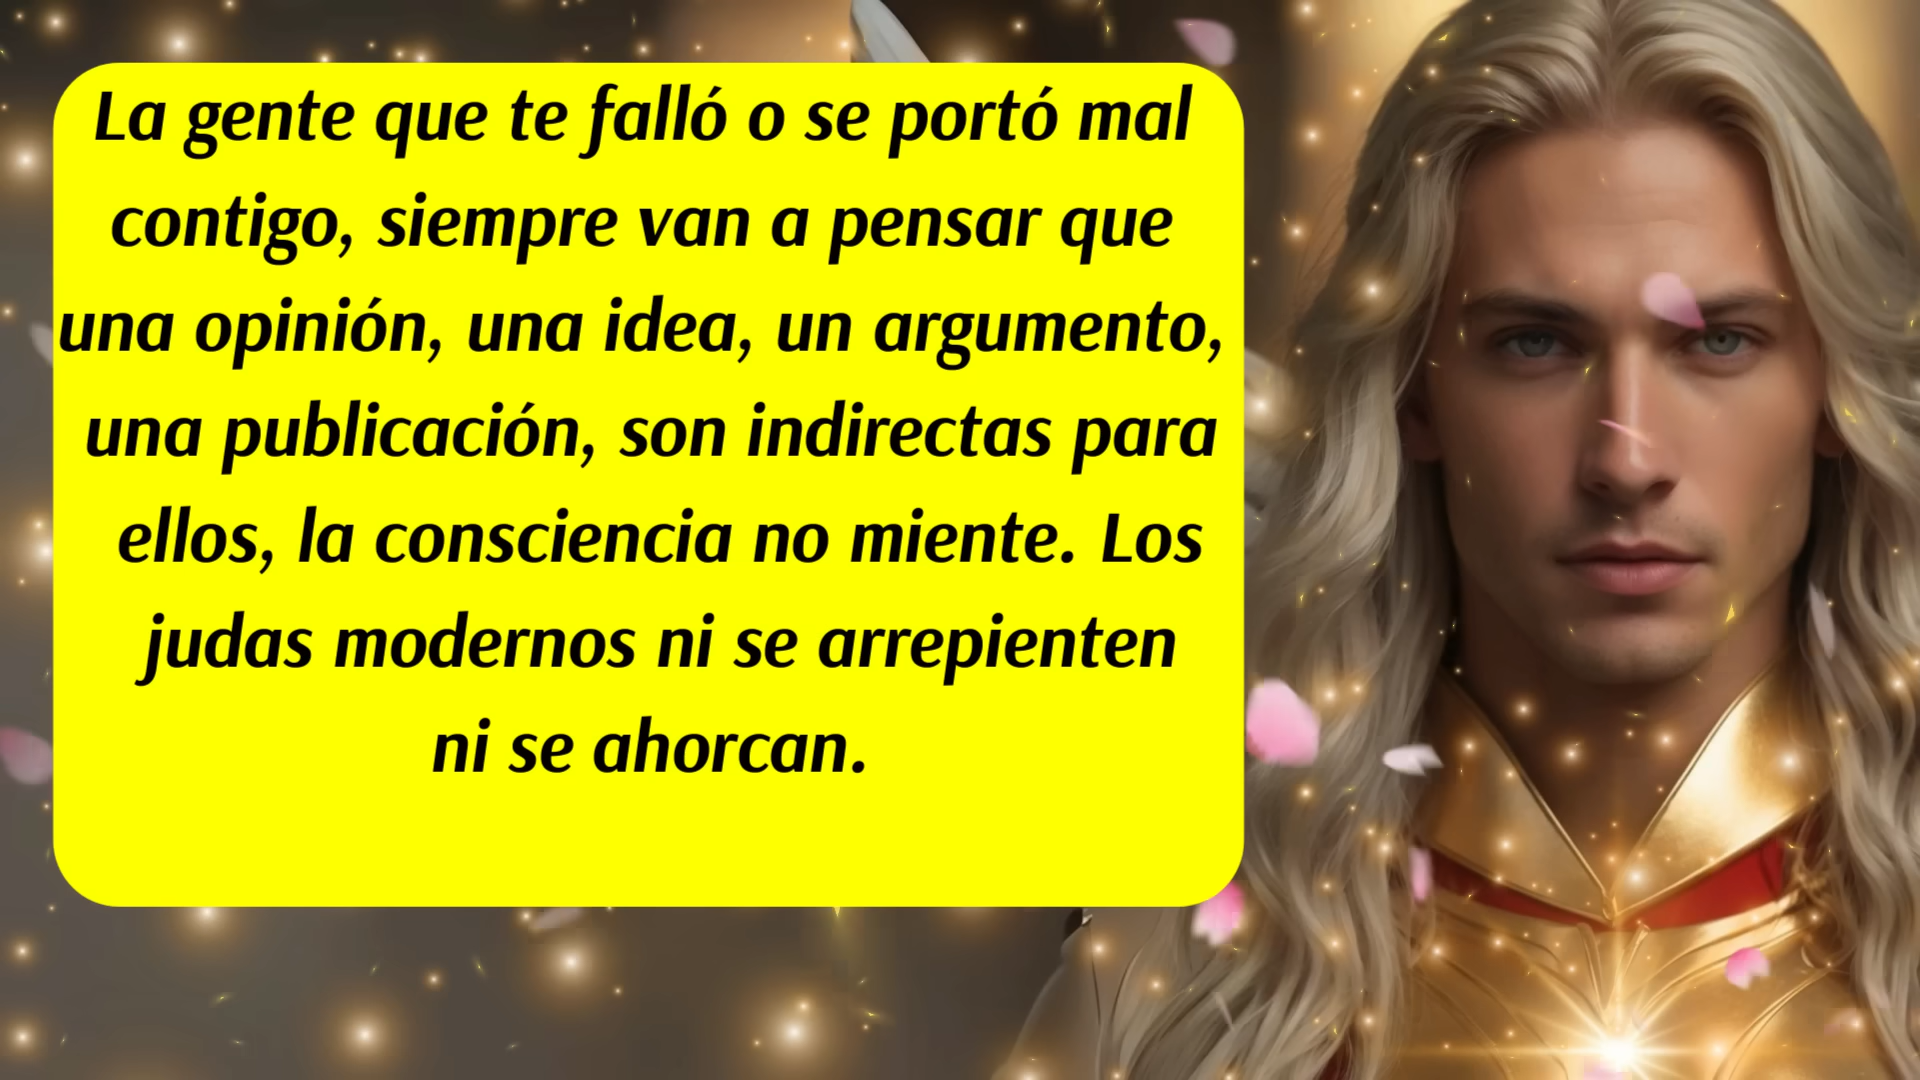 La gente que te falló o se portó mal
contigo, siempre van a pensar que
una opinión, una idea, un argumento,
una publicación, son indirectas para
ellos, la consciencia no miente. Los
judas modernos ni se arrepienten
ni se ahorcan.